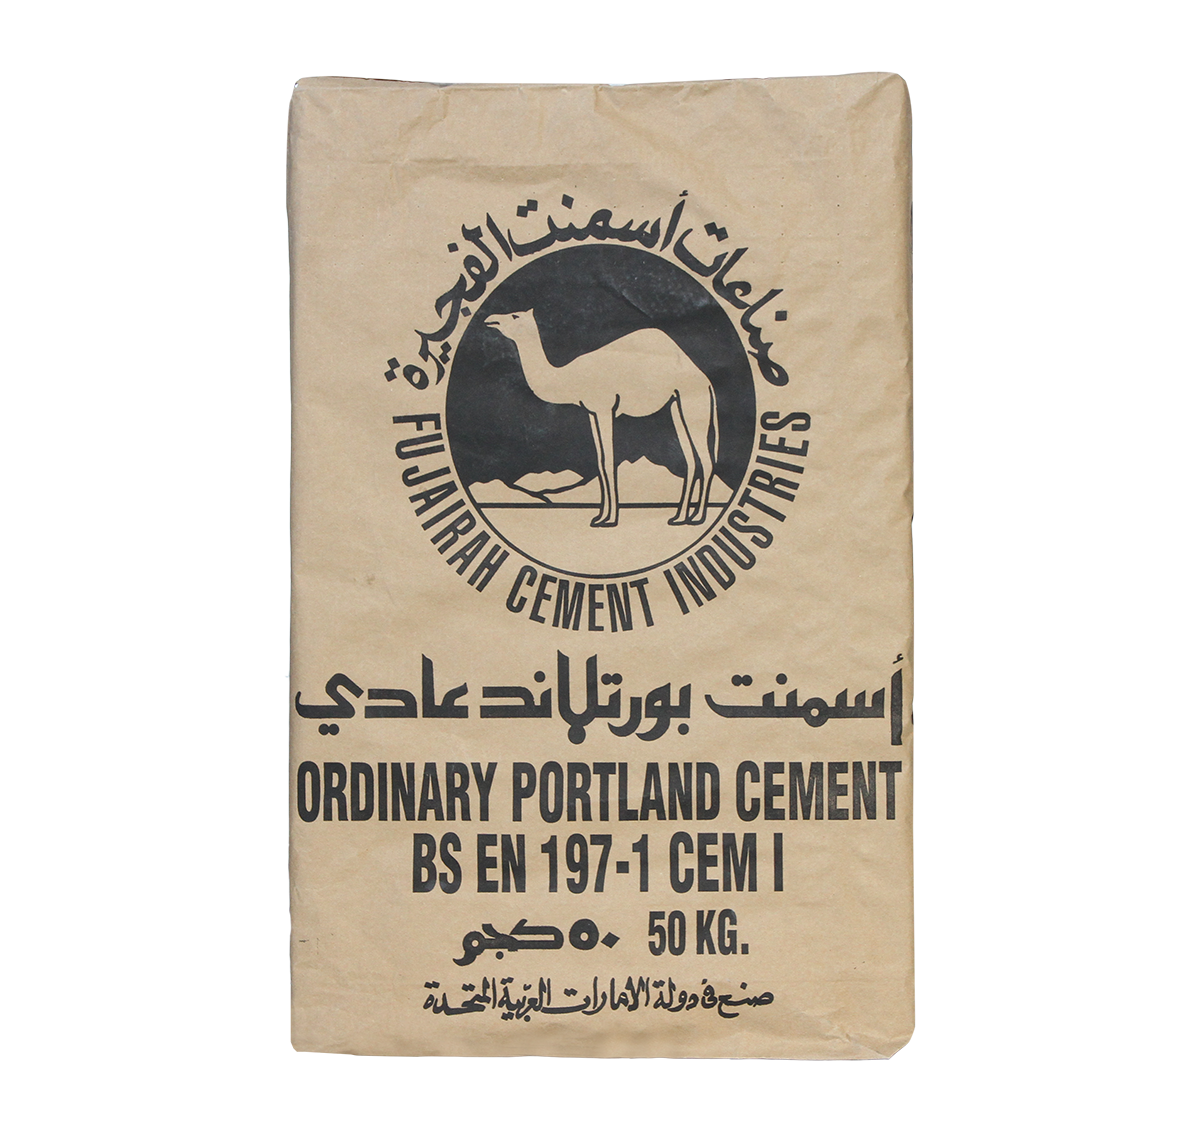 صناعات أسمنت الفجيرة
FUJAIRAH CEMENT INDUSTRIES
أسمنت بورتلاند عادي
ORDINARY PORTLAND CEMENT
BS EN 197-1 CEM I
٥٠ كجم 50 KG.
صنع في دولة الامارات العربية المتحدة